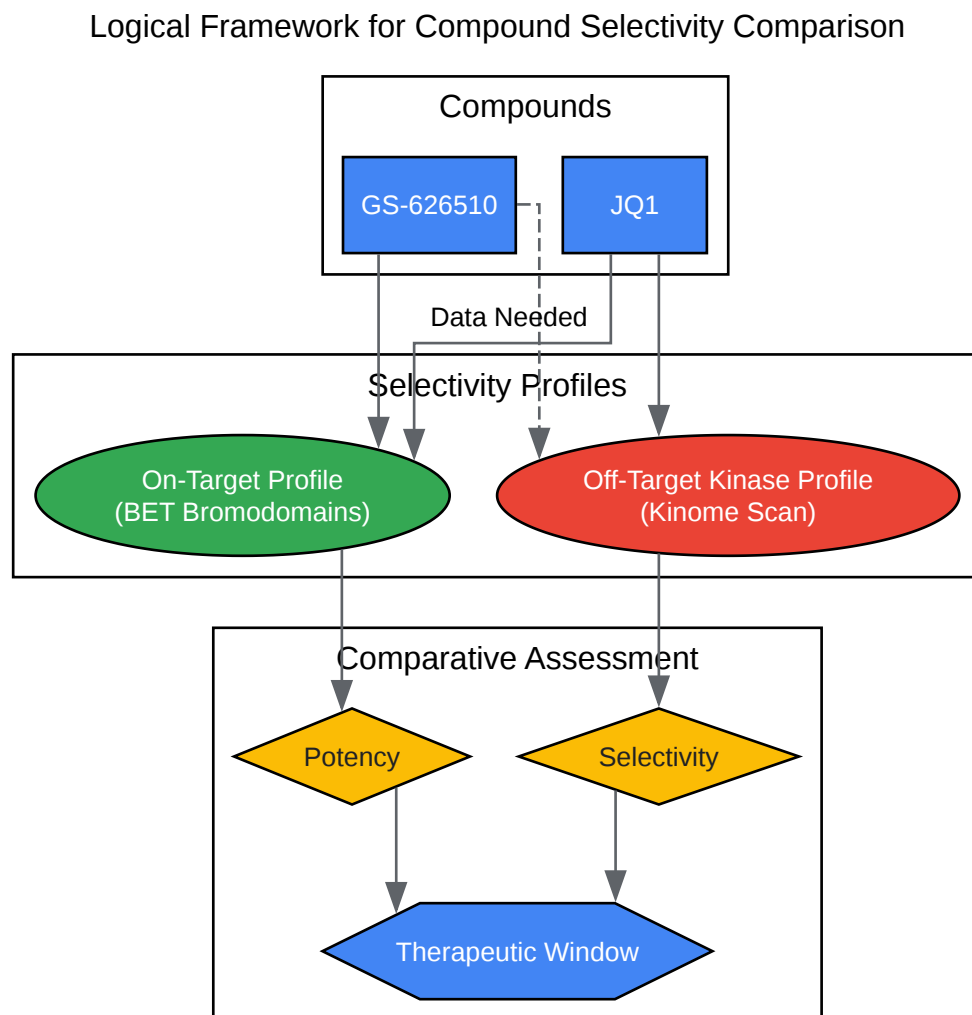 Logical Framework for Compound Selectivity Comparison
Compounds
GS-626510
JQ1
Data Needed
Selectivity Profiles
On-Target Profile
(BET Bromodomains)
Off-Target Kinase Profile
(Kinome Scan)
Comparative Assessment
Potency
Selectivity
Therapeutic Window